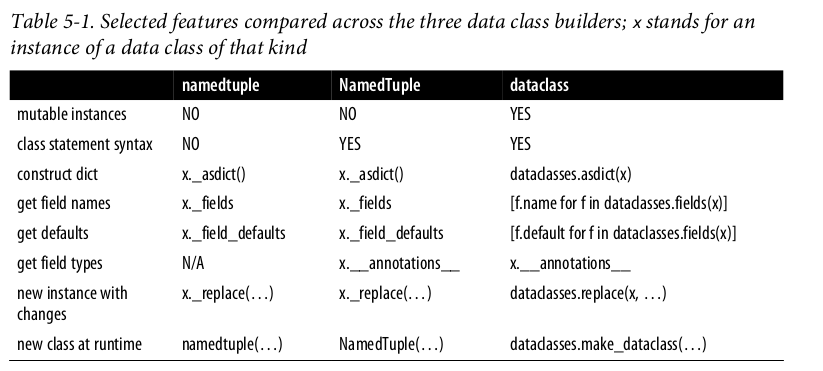 Table 5-1. Selected features compared across the three data class builders; x stands for an
instance of a data class of that kind
namedtuple NamedTuple dataclass
mutable instances NO NO YES
class statement syntax NO YES YES
construct dict x._asdict() x._asdict() dataclasses.asdict(x)
get field names x._fields x._fields [f.name for f in dataclasses.fields(x)]
get defaults x._field_defaults x._field_defaults [f.default for f in dataclasses.fields(x)]
get field types N/A x.__annotations__ x.__annotations__
new instance with x._replace(…) x._replace(…) dataclasses.replace(x, …)
changes
new class at runtime namedtuple(…) NamedTuple(…) dataclasses.make_dataclass(…)